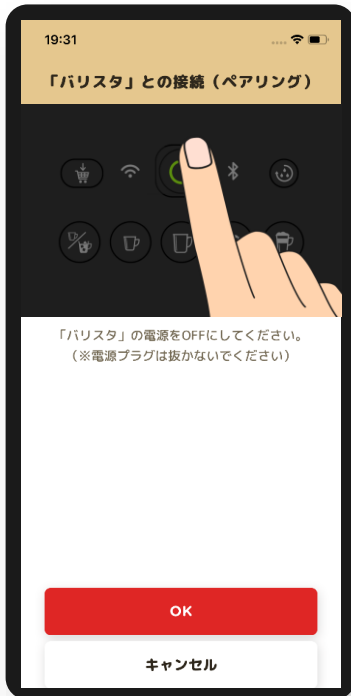 19:31
「バリスタ」との接続（ペアリング）
「バリスタ」の電源をOFFにしてください。
（※電源プラグは抜かないでください）
OK
キャンセル